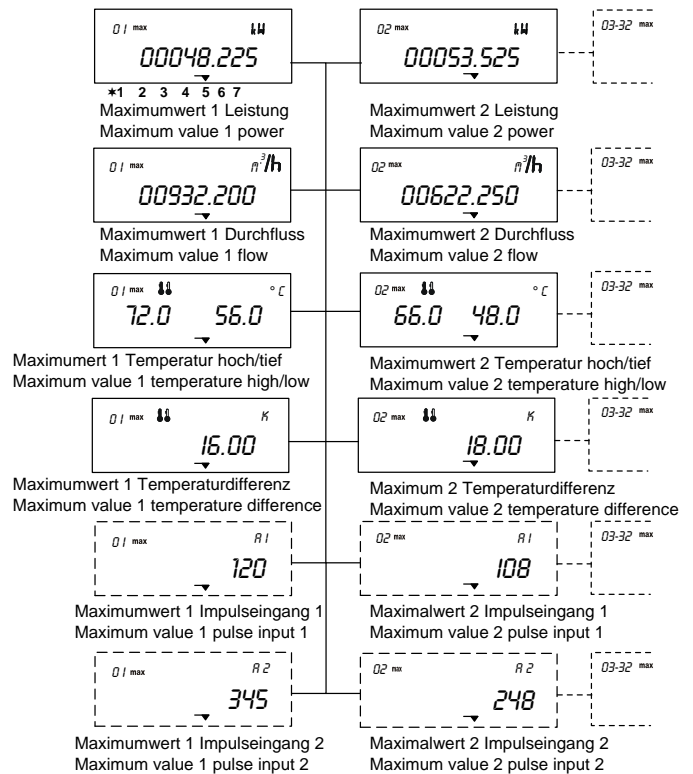 01 max kW 02 max 03-32 max
00048.225 00053.525
✶1 2 3 4 5 6 7
Maximumwert 1 Leistung Maximumwert 2 Leistung
Maximum value 1 power Maximum value 2 power
01 max m³/h 02 max m³/h 03-32 max
00932.200 00622.250
Maximumwert 1 Durchfluss Maximumwert 2 Durchfluss
Maximum value 1 flow Maximum value 2 flow
01 max °C 02 max °C 03-32 max
72.0 56.0 66.0 48.0
Maximumert 1 Temperatur hoch/tief Maximumwert 2 Temperatur hoch/tief
Maximum value 1 temperature high/low Maximum value 2 temperature high/low
01 max K 02 max K 03-32 max
16.00 18.00
Maximumwert 1 Temperaturdifferenz Maximum 2 Temperaturdifferenz
Maximum value 1 temperature difference Maximum value 2 temperature difference
01 max A1 02 max A1 03-32 max
120 108
Maximumwert 1 Impulseingang 1 Maximalwert 2 Impulseingang 1
Maximum value 1 pulse input 1 Maximum value 2 pulse input 1
01 max A2 02 max A2 03-32 max
345 248
Maximumwert 1 Impulseingang 2 Maximalwert 2 Impulseingang 2
Maximum value 1 pulse input 2 Maximum value 2 pulse input 2